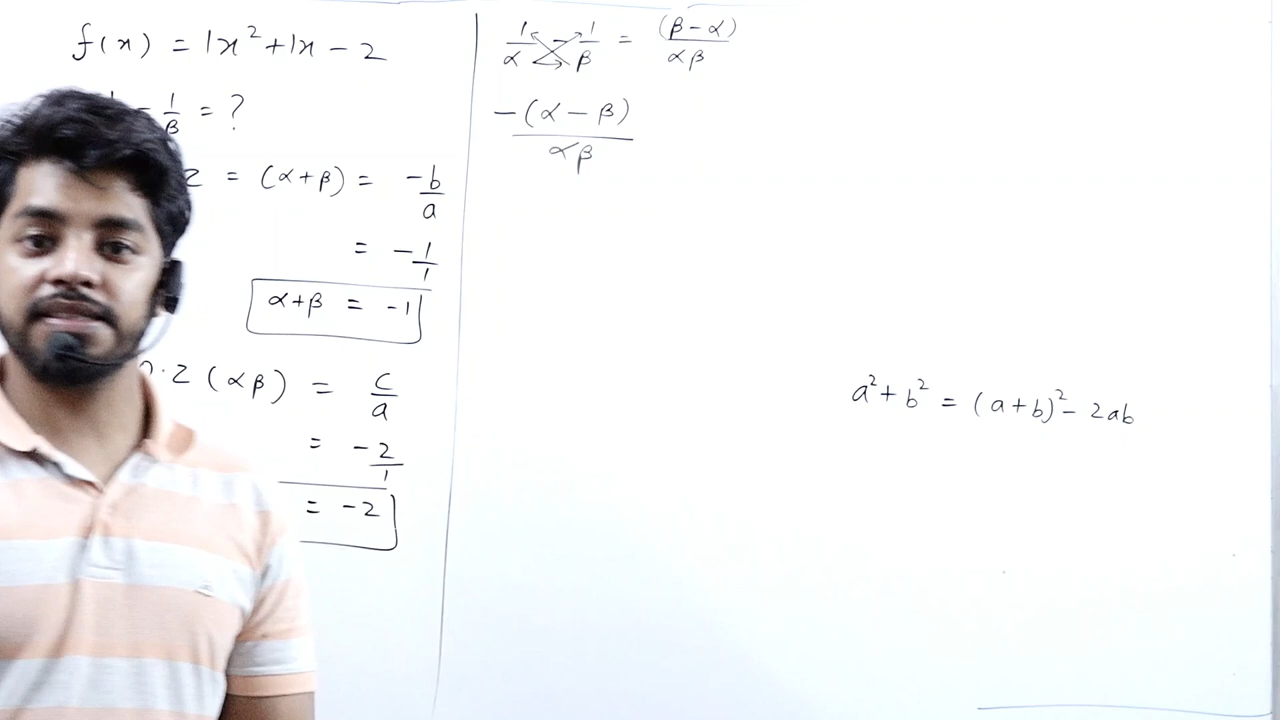 f(x) = 1x² + 1x - 2
- 1/β = ?
Z = (α+β) = -b/a
= -1/1
α+β = -1
.Z (αβ) = c/a
= -2/1
= -2
1/α - 1/β = (β-α)/αβ
-(α-β)/αβ
a² + b² = (a+b)² - 2ab